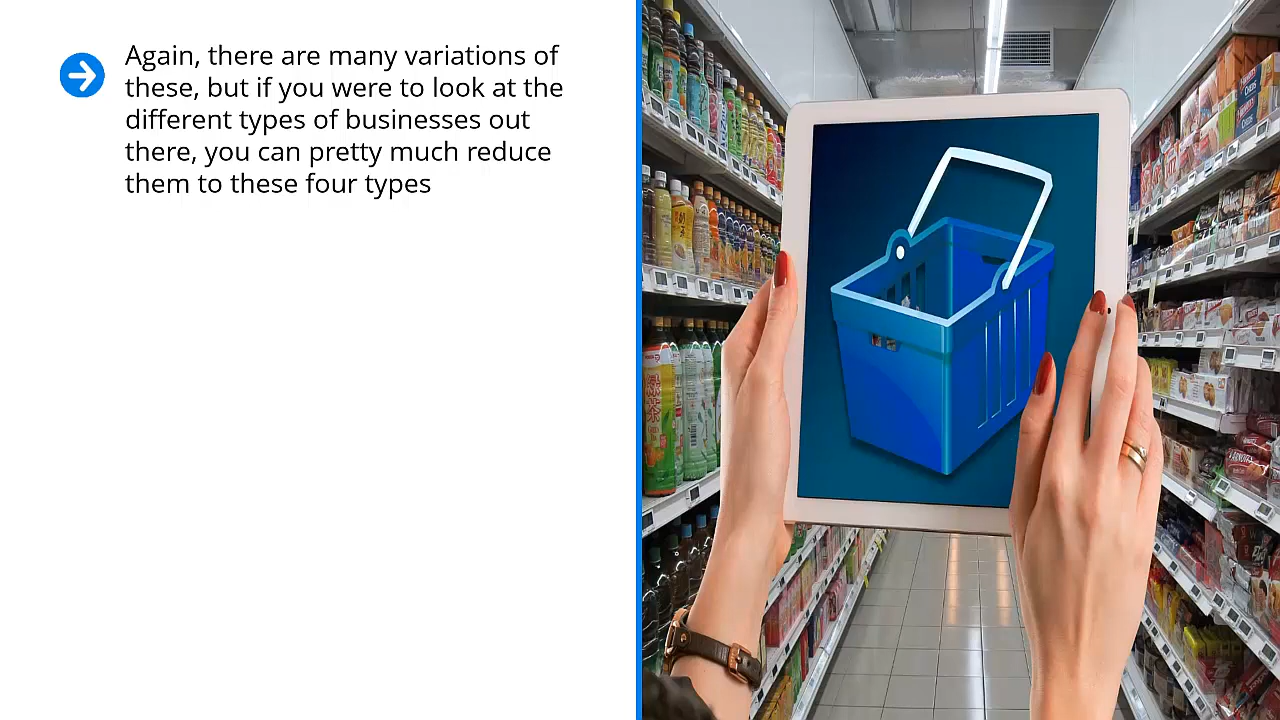 Again, there are many variations of
these, but if you were to look at the
different types of businesses out
there, you can pretty much reduce
them to these four types